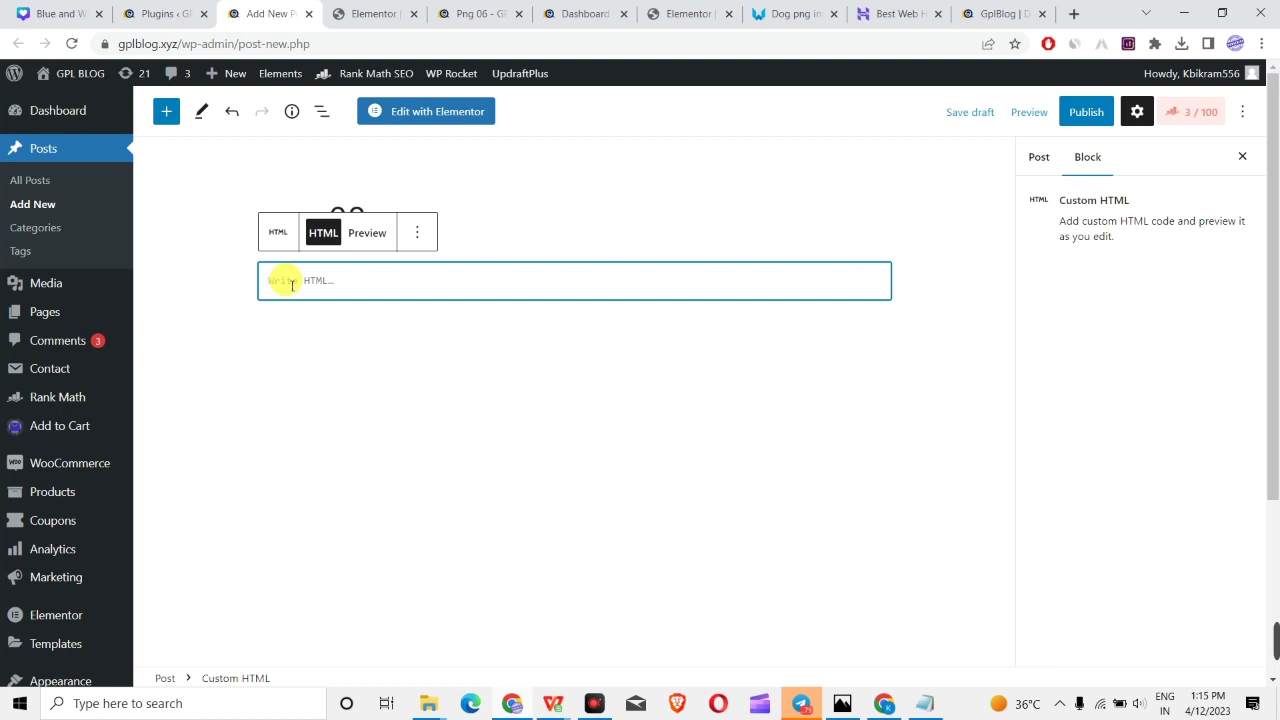 Blue and W
Plugins < G
Add New P
Elementor
Png 06 - GP
Dashboard
Elementor
Dog png im
Best Web H
GplBlog | D
gplblog.xyz/wp-admin/post-new.php
GPL BLOG
21
3
New
Elements
Rank Math SEO
WP Rocket
UpdraftPlus
Howdy, Kbikram556
Dashboard
Edit with Elementor
Save draft
Preview
Publish
3 / 100
Posts
Post
Block
All Posts
Add New
HTML
Custom HTML
Add custom HTML code and preview it
as you edit.
Categories
HTML
HTML
Preview
Tags
Media
Write HTML…
Pages
Comments 3
Contact
Rank Math
Add to Cart
WooCommerce
Products
Coupons
Analytics
Marketing
Elementor
Templates
Appearance
Post
Custom HTML
Type here to search
36°C
ENG
IN
1:15 PM
4/12/2023